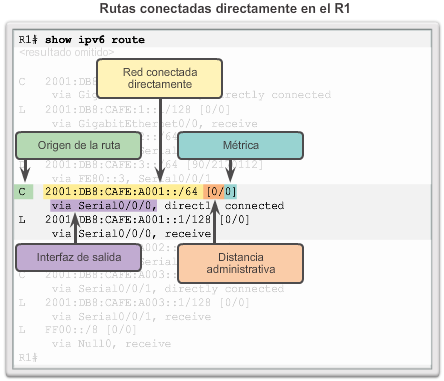 Rutas conectadas directamente en el R1
R1# show ipv6 route
<resultado omitido>
Red conectada directamente
C 2001:DB8
via Gig directly connected
L 2001:DB8:CAFE:1::1/128 [0/0]
via GigabitEthernet0/0, receive
Origen de la ruta
Métrica
via FE80::3, Serial0/0/1
C 2001:DB8:CAFE:A001::/64 [0/0]
via Serial0/0/0, directly connected
L 2001:DB8:CAFE:A001::1/128 [0/0]
via Serial0/0/0, receive
Interfaz de salida
Distancia administrativa
via Serial0/0/1, directly connected
L 2001:DB8:CAFE:A003::1/128 [0/0]
via Serial0/0/1, receive
L FF00::/8 [0/0]
via Null0, receive
R1#